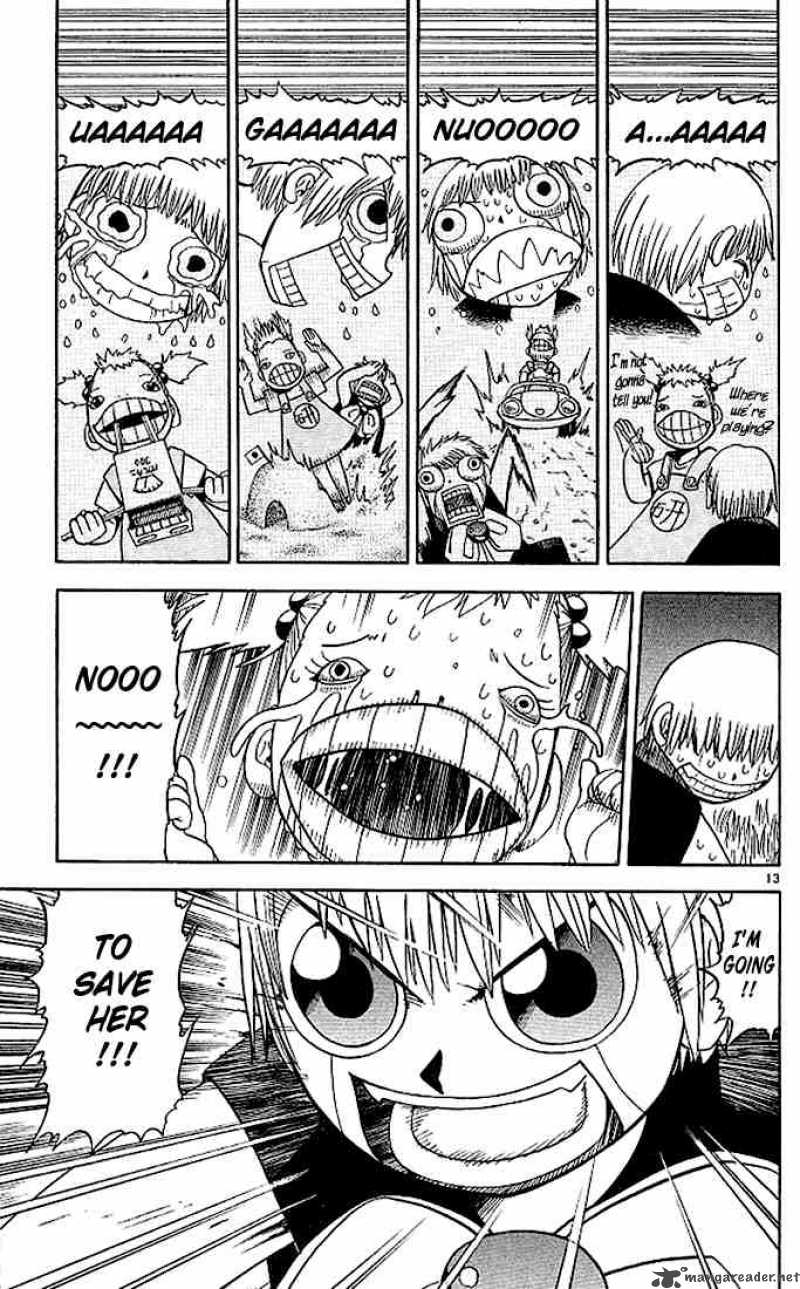 A...AAAAA
I'm not
gonna
tell you!
Where
we're
playing?
NUOOOOO
GAAAAAAA
UAAAAAA
NOOO
!!!
13
I'M
GOING
!!
TO
SAVE
HER
!!!
mangareader.net